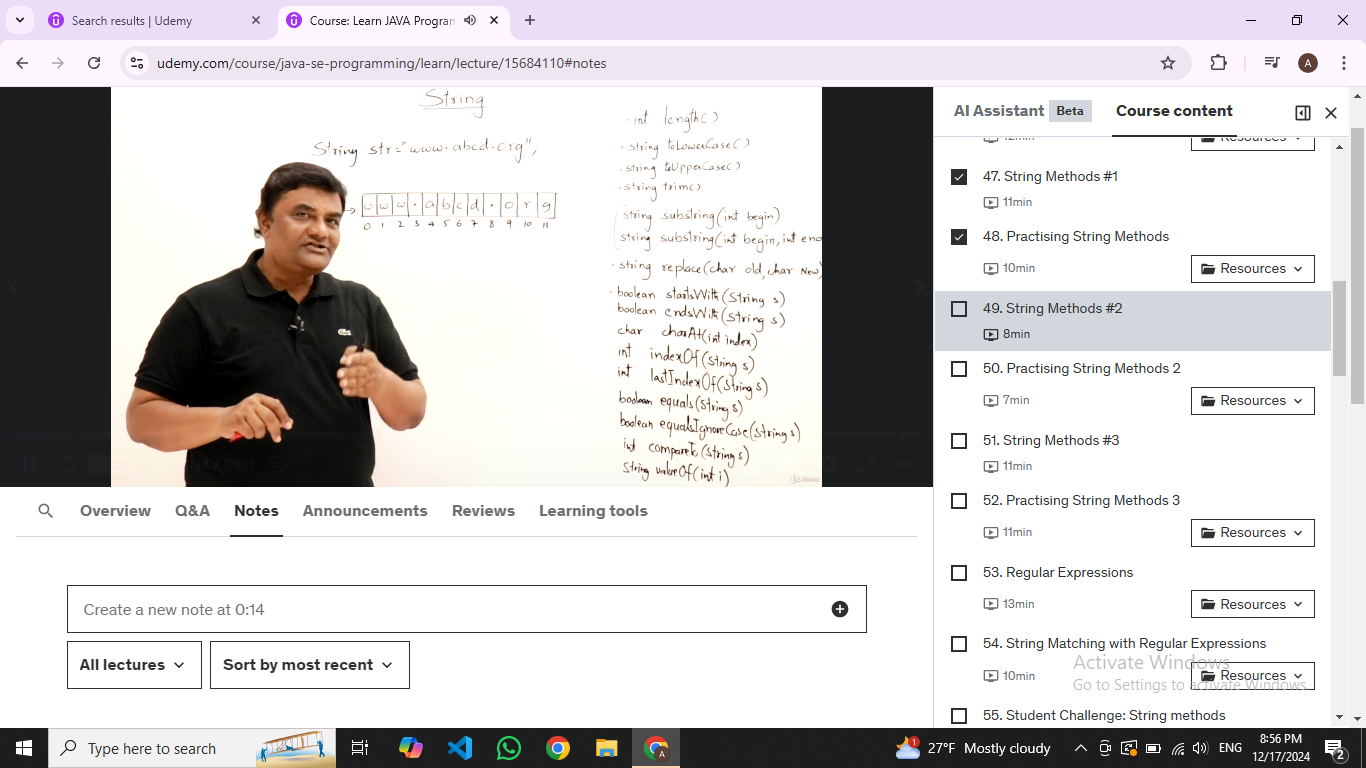 Search results | Udemy
Course: Learn JAVA Program
udemy.com/course/java-se-programming/learn/lecture/15684110#notes
A
String
String str="www.abcd.org",
w w w . a b c d . o r g
0 1 2 3 4 5 6 7 8 9 10 11
· int length()
· string toLowerCase()
· string toUpperCase()
· string trim()
string substring(int begin)
string substring(int begin, int end
· string replace(char old, char new)
· boolean startsWith(String s)
boolean endsWith(String s)
char charAt(int index)
int indexOf(String s)
int lastIndexOf(String s)
boolean equals(String s)
boolean equalsIgnoreCase(String s)
int compareTo(String s)
String valueOf(int i)
Overview
Q&A
Notes
Announcements
Reviews
Learning tools
Create a new note at 0:14
All lectures
Sort by most recent
AI Assistant Beta
Course content
12min
Resources
47. String Methods #1
11min
48. Practising String Methods
10min
Resources
49. String Methods #2
8min
50. Practising String Methods 2
7min
Resources
51. String Methods #3
11min
52. Practising String Methods 3
11min
Resources
53. Regular Expressions
13min
Resources
54. String Matching with Regular Expressions
10min
Resources
55. Student Challenge: String methods
Activate Windows
Go to Settings to activate Windows.
Type here to search
1
27°F Mostly cloudy
ENG
8:56 PM
12/17/2024
2